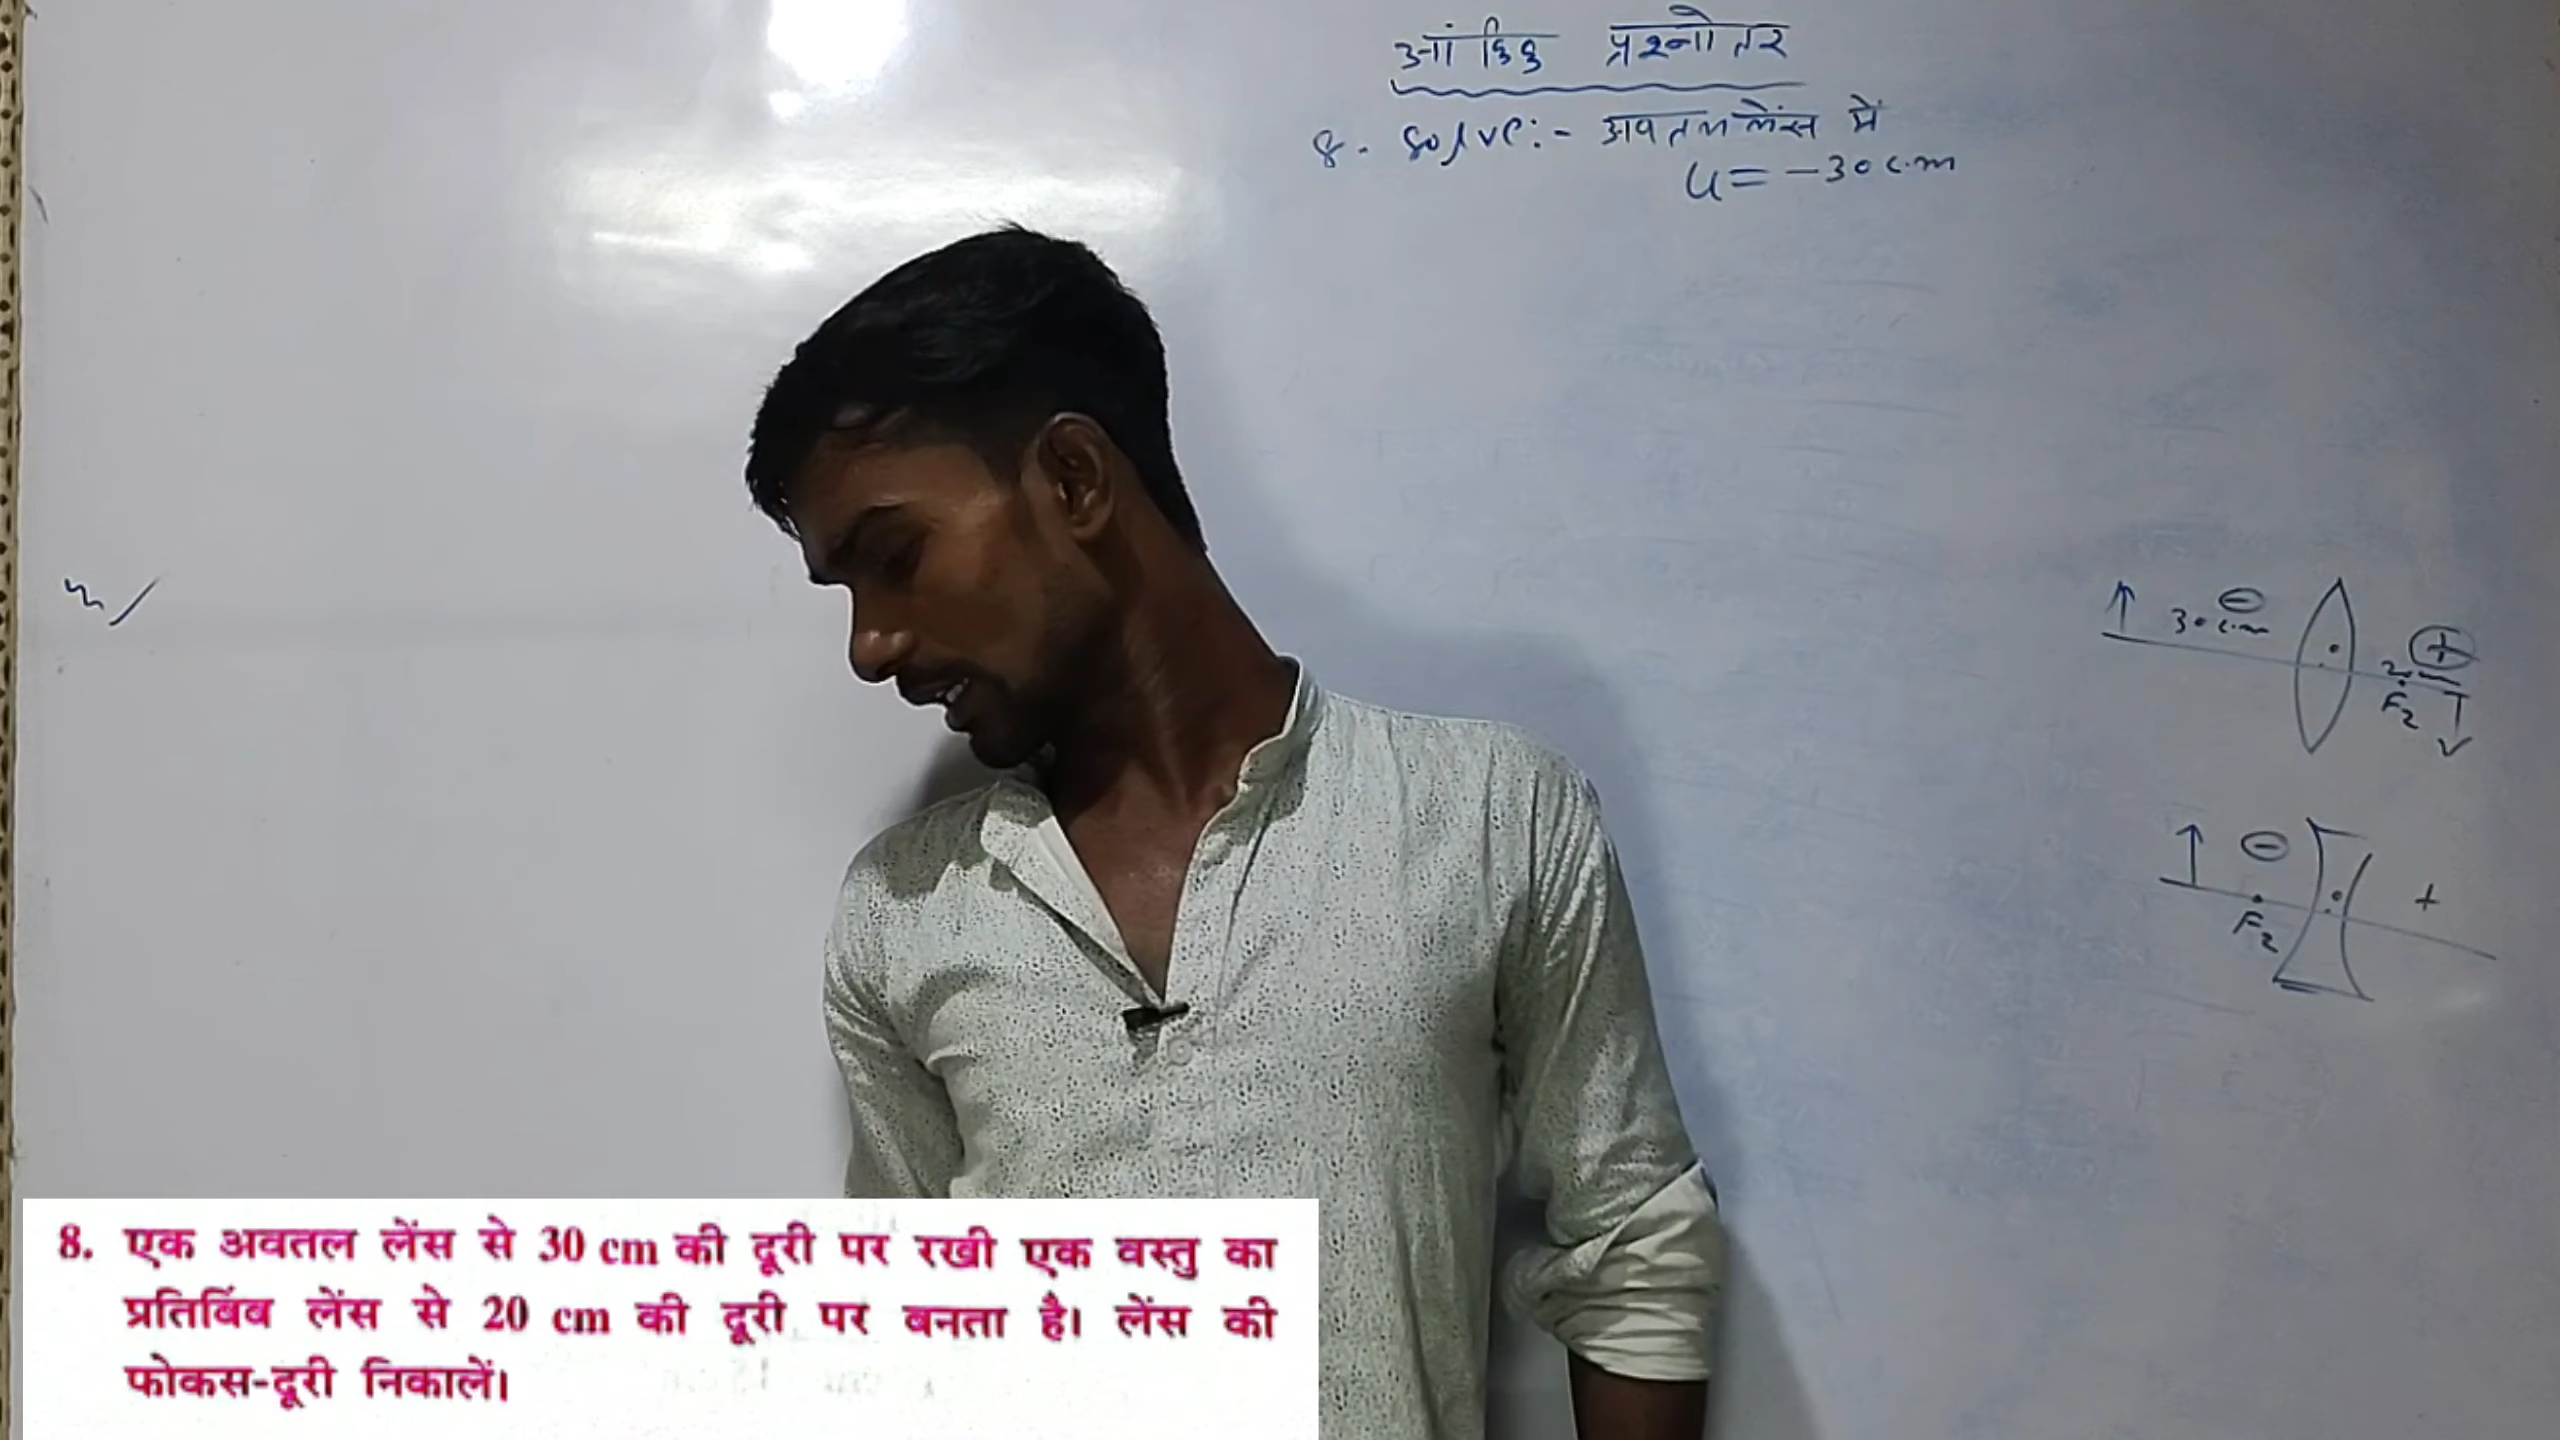 आंकिक प्रश्नोतर
8. Solve:- अवतल लेंस में
u = -30 c.m
⊖
30 c.m
+
F2
⊖
+
F2
8. एक अवतल लेंस से 30 cm की दूरी पर रखी एक वस्तु का
प्रतिबिंब लेंस से 20 cm की दूरी पर बनता है। लेंस की
फोकस-दूरी निकालें।